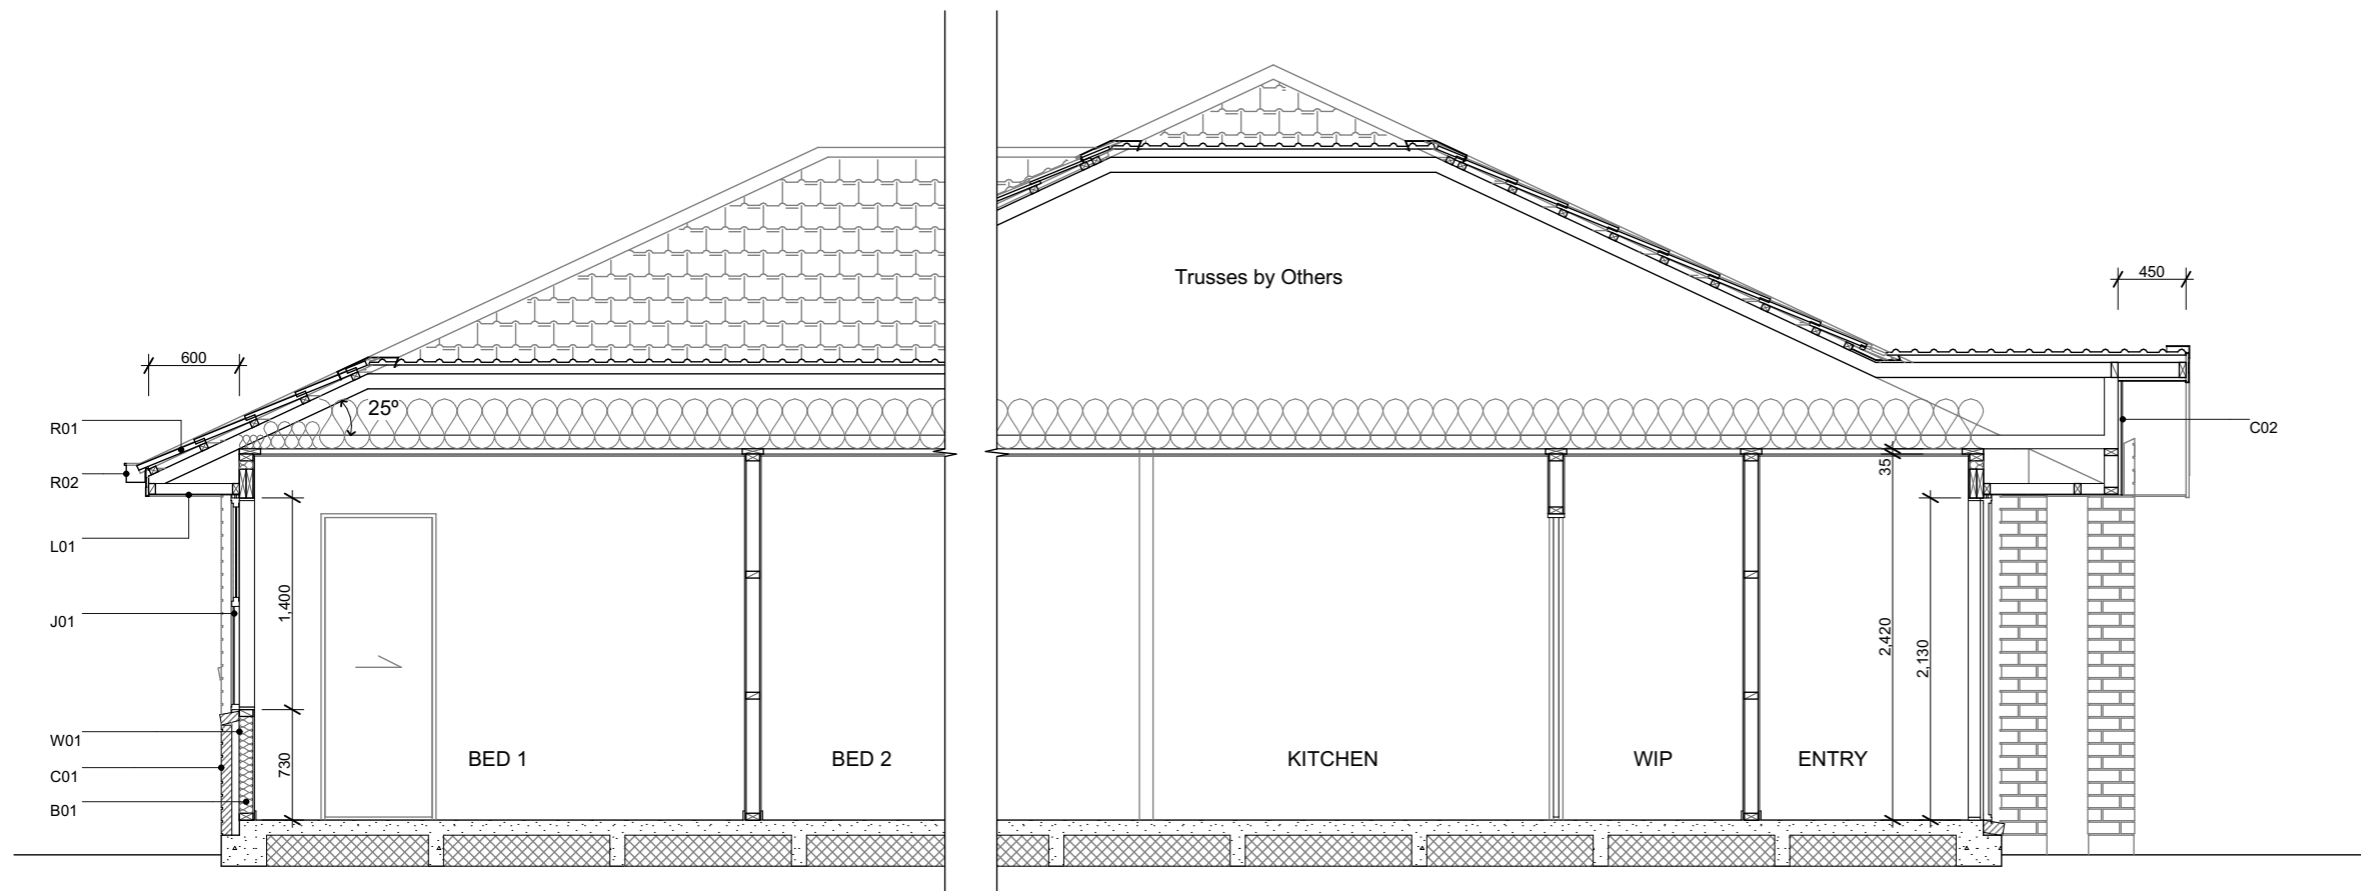 Trusses by Others
450
600
25º
R01
R02
C02
35
L01
1,400
J01
2,420
2,130
W01
C01
B01
730
BED 1
BED 2
KITCHEN
WIP
ENTRY